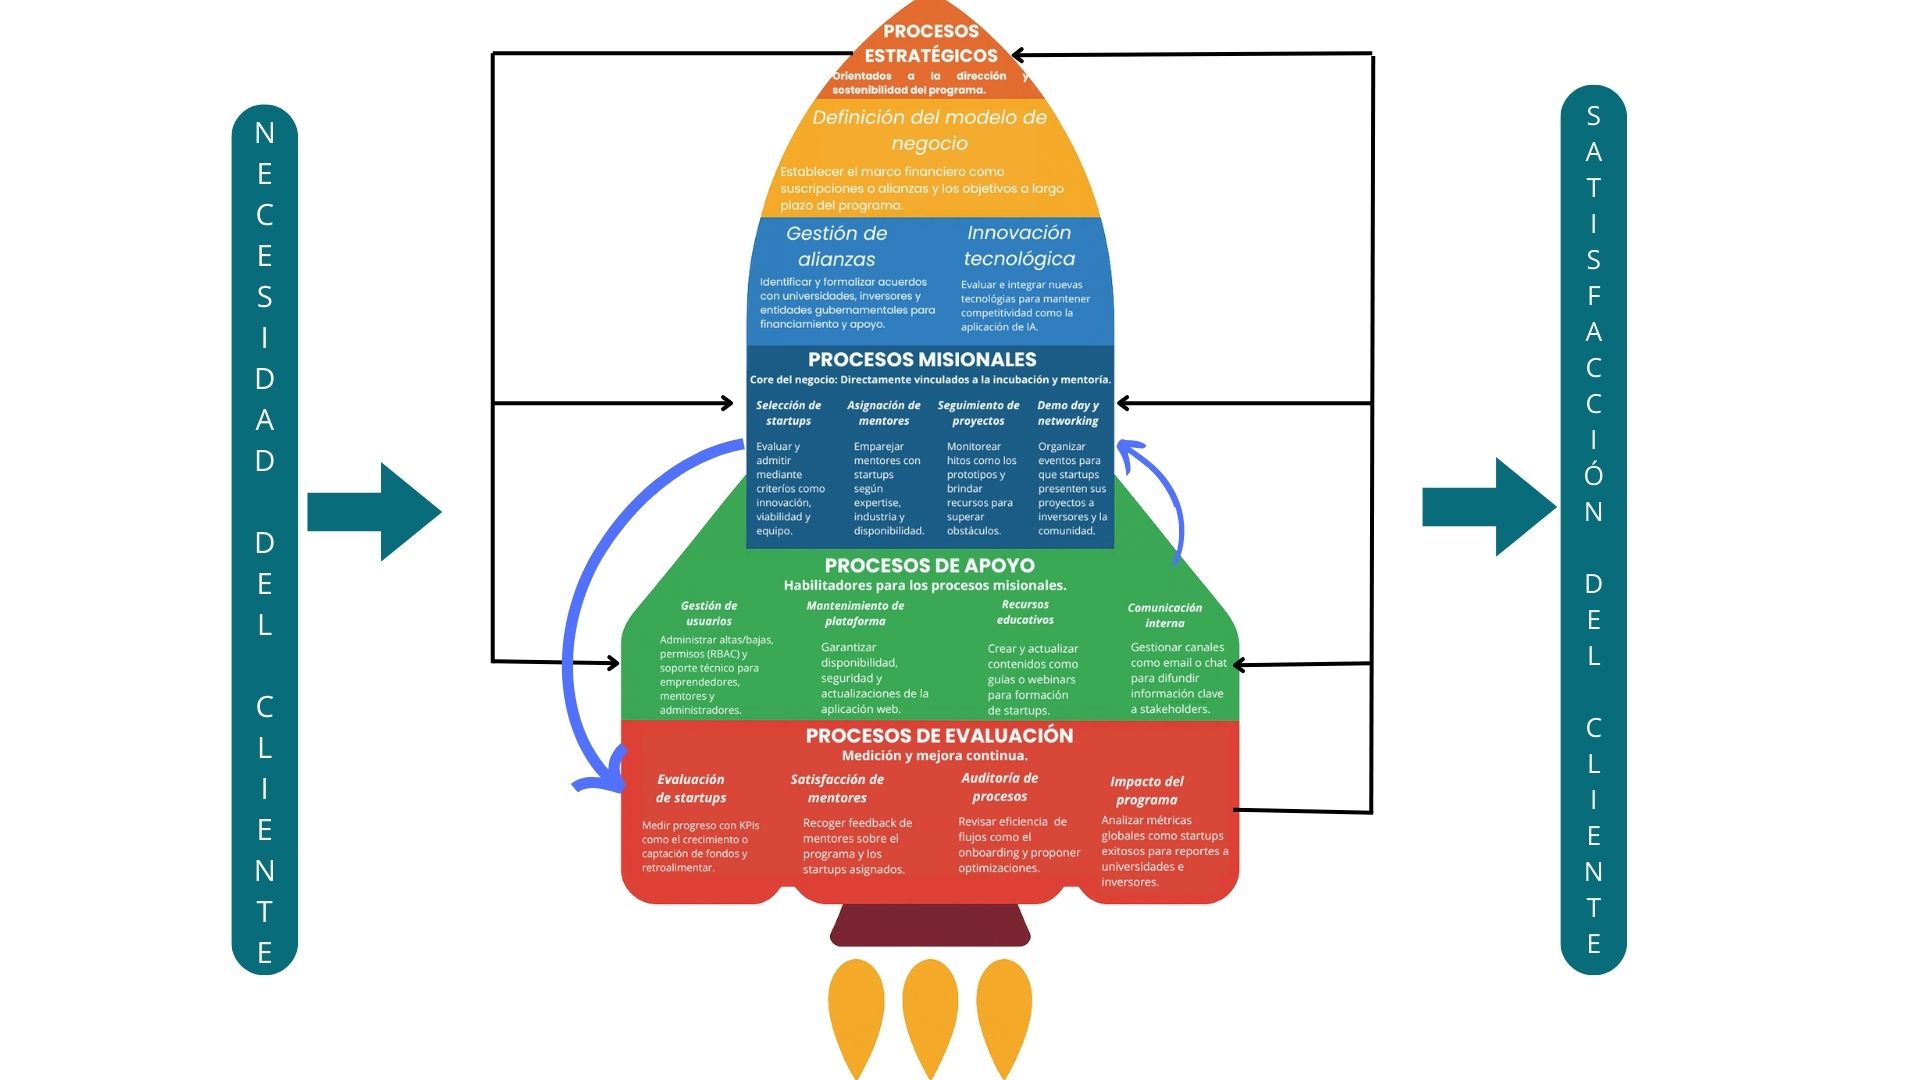 NECESIDAD DEL CLIENTE
PROCESOS
ESTRATÉGICOS
Orientados a la dirección y
sostenibilidad del programa.
Definición del modelo de
negocio
Establecer el marco financiero como
suscripciones o alianzas y los objetivos a largo
plazo del programa.
Gestión de
alianzas
Identificar y formalizar acuerdos
con universidades, inversores y
entidades gubernamentales para
financiamiento y apoyo.
Innovación
tecnológica
Evaluar e integrar nuevas
tecnológias para mantener
competitividad como la
aplicación de IA.
PROCESOS MISIONALES
Core del negocio: Directamente vinculados a la incubación y mentoría.
Selección de
startups
Evaluar y
admitir
mediante
criteríos como
innovación,
viabilidad y
equipo.
Asignación de
mentores
Emparejar
mentores con
startups
según
expertise,
industria y
disponibilidad.
Seguimiento de
proyectos
Monitorear
hitos como los
prototipos y
brindar
recursos para
superar
obstáculos.
Demo day y
networking
Organizar
eventos para
que startups
presenten sus
proyectos a
inversores y la
comunidad.
PROCESOS DE APOYO
Habilitadores para los procesos misionales.
Gestión de
usuarios
Administrar altas/bajas,
permisos (RBAC) y
soporte técnico para
emprendedores,
mentores y
administradores.
Mantenimiento de
plataforma
Garantizar
disponibilidad,
seguridad y
actualizaciones de la
aplicación web.
Recursos
educativos
Crear y actualizar
contenidos como
guías o webinars
para formación
de startups.
Comunicación
interna
Gestionar canales
como email o chat
para difundir
información clave
a stakeholders.
PROCESOS DE EVALUACIÓN
Medición y mejora continua.
Evaluación
de startups
Medir progreso con KPIs
como el crecimiento o
captación de fondos y
retroalimentar.
Satisfacción de
mentores
Recoger feedback de
mentores sobre el
programa y los
startups asignados.
Auditoría de
procesos
Revisar eficiencia de
flujos como el
onboarding y proponer
optimizaciones.
Impacto del
programa
Analizar métricas
globales como startups
exitosos para reportes a
universidades e
inversores.
SATISFACCIÓN DEL CLIENTE